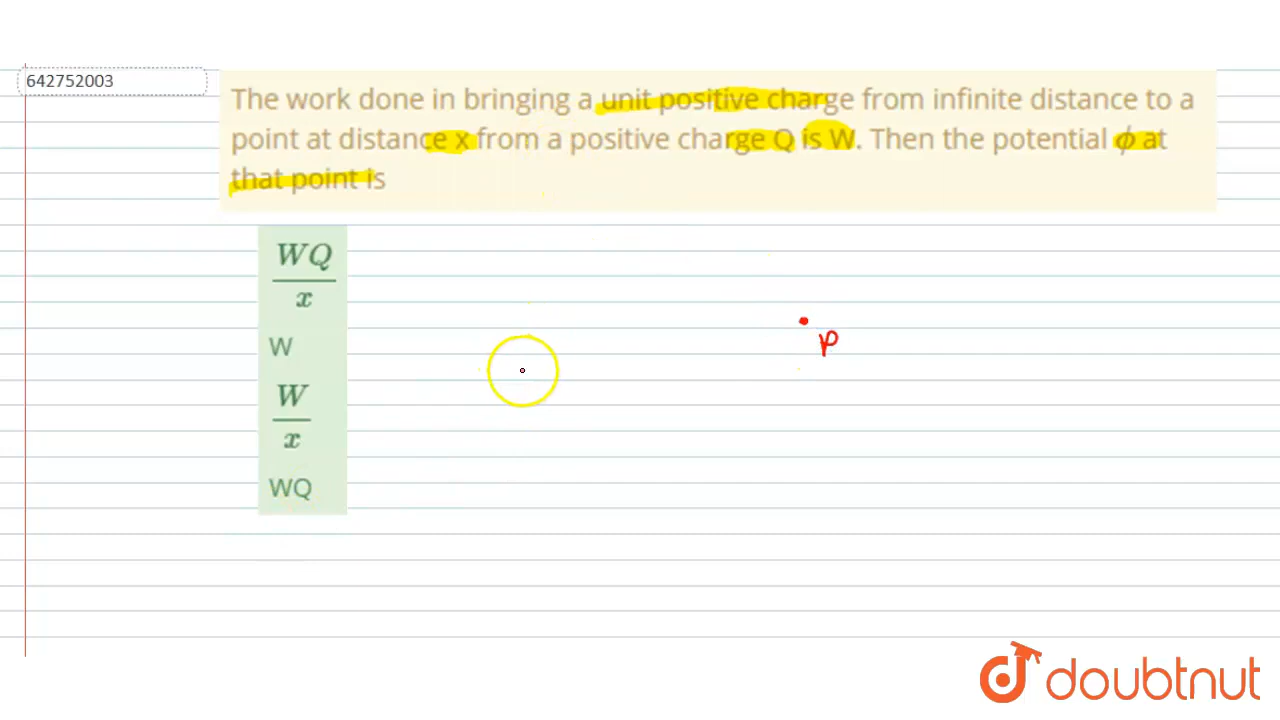 642752003
The work done in bringing a unit positive charge from infinite distance to a
point at distance x from a positive charge Q is W. Then the potential ϕ at
that point is
WQ
x
W
W
x
WQ
P
doubtnut